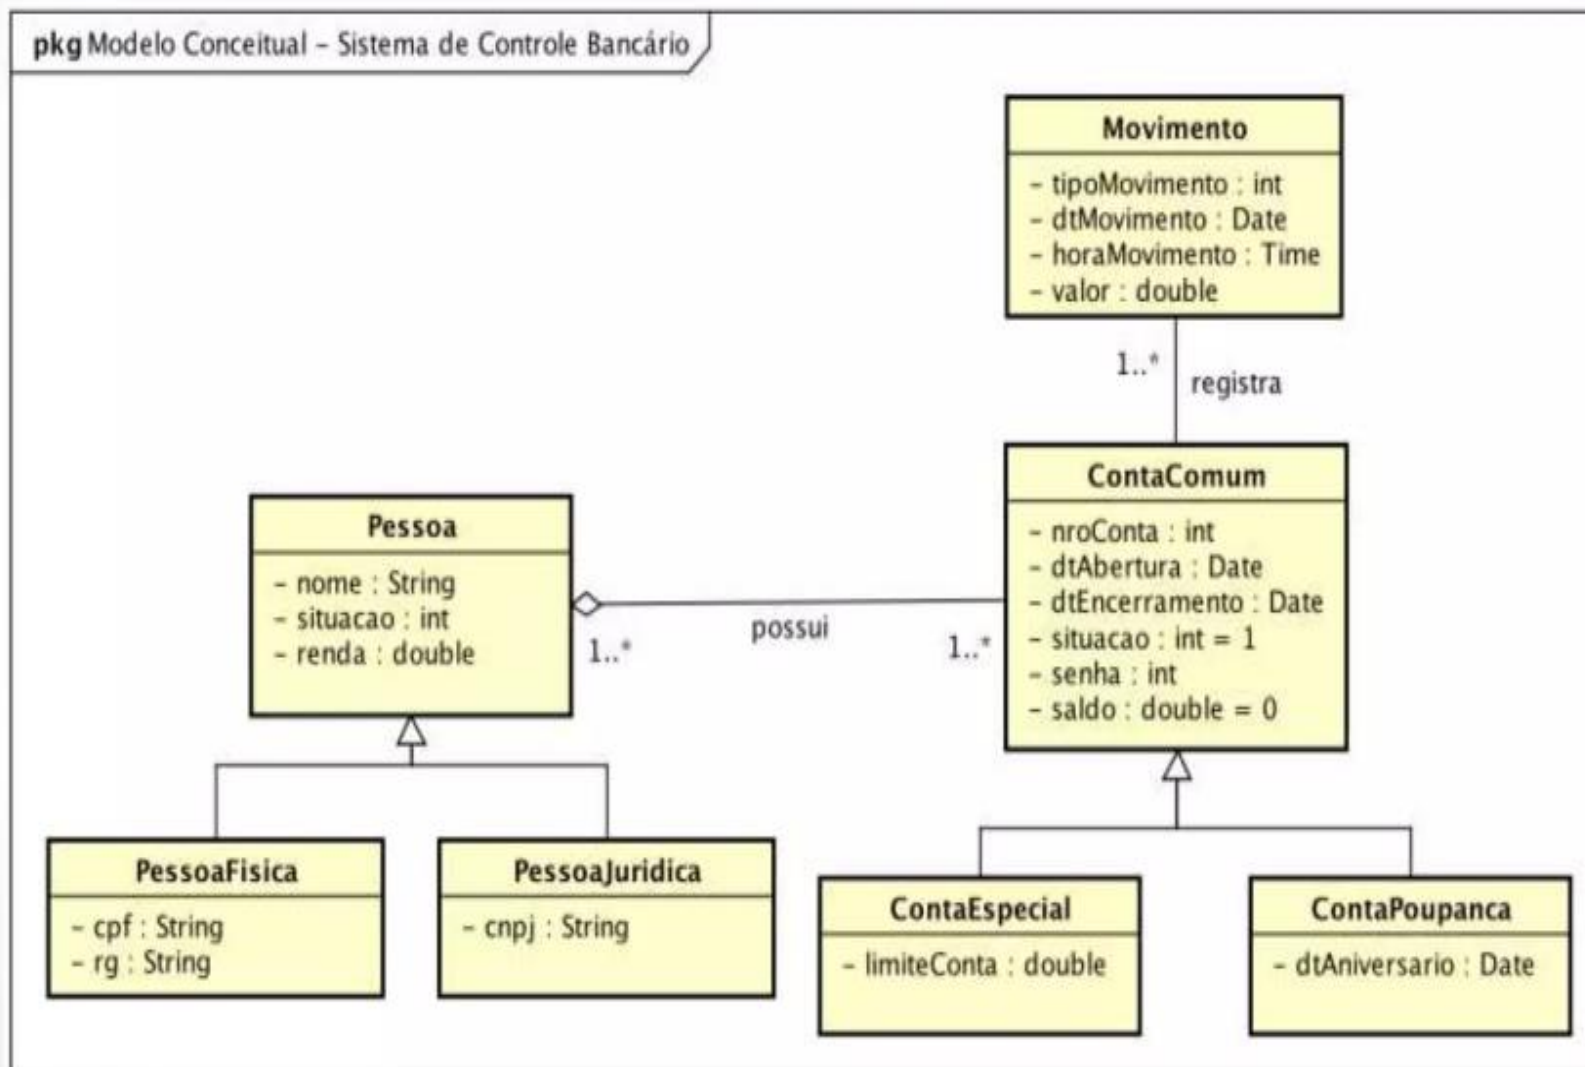 pkg Modelo Conceitual – Sistema de Controle Bancário
Movimento
- tipoMovimento : int
- dtMovimento : Date
- horaMovimento : Time
- valor : double
1..*
registra
ContaComum
- nroConta : int
- dtAbertura : Date
- dtEncerramento : Date
- situacao : int = 1
- senha : int
- saldo : double = 0
Pessoa
- nome : String
- situacao : int
- renda : double
1..*
possui
1..*
PessoaFisica
- cpf : String
- rg : String
PessoaJuridica
- cnpj : String
ContaEspecial
- limiteConta : double
ContaPoupanca
- dtAniversario : Date